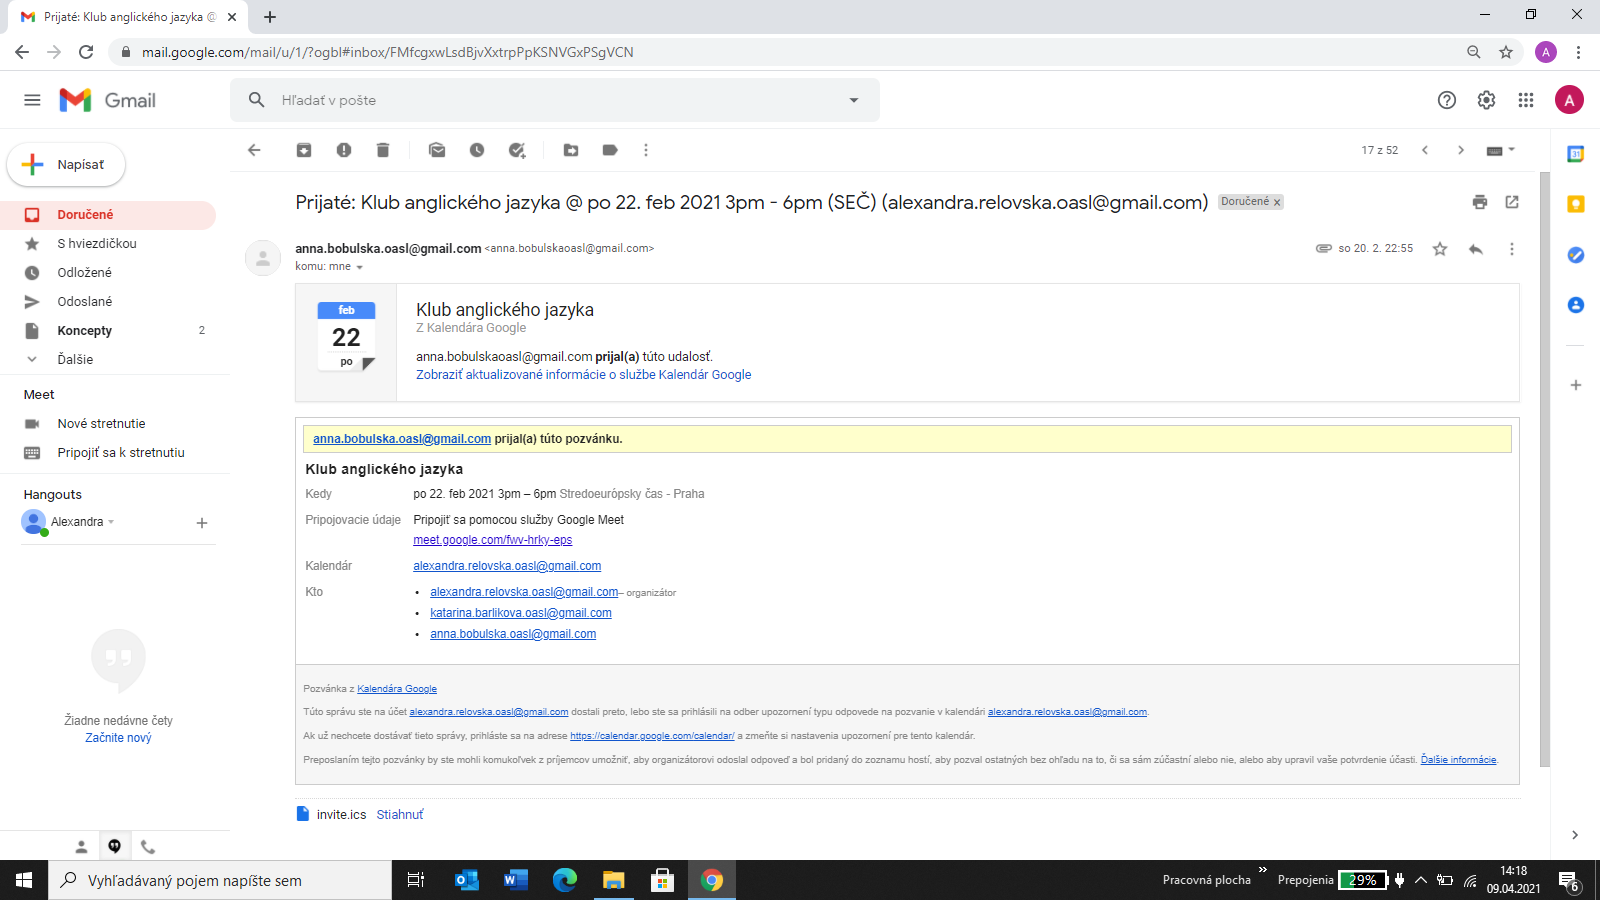 Prijaté: Klub anglického jazyka @
mail.google.com/mail/u/1/?ogbl#inbox/FMfcgxwLsdBjvXxtrpPpKSNVGxPSgVCN
A
Gmail
Hľadať v pošte
A
Napísať
17 z 52
31
Doručené
S hviezdičkou
Odložené
Odoslané
Koncepty 2
Ďalšie
Meet
Nové stretnutie
Pripojiť sa k stretnutiu
Hangouts
Alexandra
Žiadne nedávne čety
Začnite nový
Prijaté: Klub anglického jazyka @ po 22. feb 2021 3pm - 6pm (SEČ) (alexandra.relovska.oasl@gmail.com) Doručené x
anna.bobulska.oasl@gmail.com <anna.bobulskaoasl@gmail.com> so 20. 2. 22:55
komu: mne
feb
22
po
Klub anglického jazyka
Z Kalendára Google
anna.bobulskaoasl@gmail.com prijal(a) túto udalosť.
Zobraziť aktualizované informácie o službe Kalendár Google
anna.bobulska.oasl@gmail.com prijal(a) túto pozvánku.
Klub anglického jazyka
Kedy po 22. feb 2021 3pm – 6pm Stredoeurópsky čas - Praha
Pripojovacie údaje Pripojiť sa pomocou služby Google Meet
meet.google.com/fwv-hrky-eps
Kalendár alexandra.relovska.oasl@gmail.com
Kto • alexandra.relovska.oasl@gmail.com– organizátor
• katarina.barlikova.oasl@gmail.com
• anna.bobulska.oasl@gmail.com
Pozvánka z Kalendára Google
Túto správu ste na účet alexandra.relovska.oasl@gmail.com dostali preto, lebo ste sa prihlásili na odber upozornení typu odpovede na pozvanie v kalendári alexandra.relovska.oasl@gmail.com.
Ak už nechcete dostávať tieto správy, prihláste sa na adrese https://calendar.google.com/calendar/ a zmeňte si nastavenia upozornení pre tento kalendár.
Preposlaním tejto pozvánky by ste mohli komukoľvek z príjemcov umožniť, aby organizátorovi odoslal odpoveď a bol pridaný do zoznamu hostí, aby pozval ostatných bez ohľadu na to, či sa sám zúčastní alebo nie, alebo aby upravil vaše potvrdenie účasti. Ďalšie informácie.
invite.ics Stiahnuť
Vyhľadávaný pojem napíšte sem
Pracovná plocha
Prepojenia
29%
14:18
09.04.2021
6